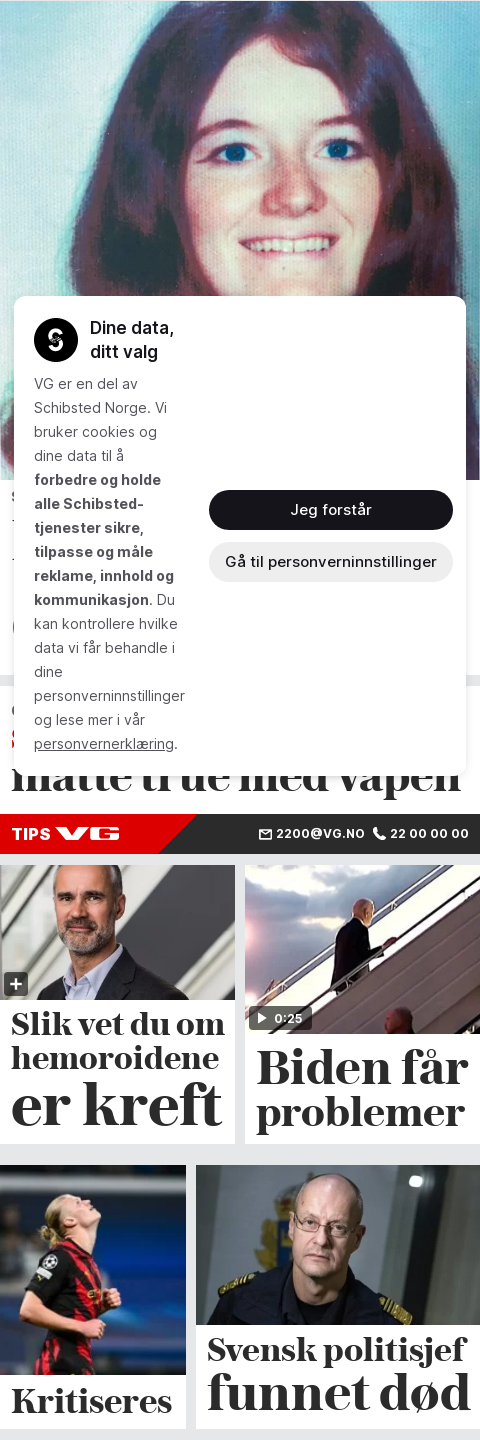 Dine data,
ditt valg
VG er en del av
Schibsted Norge. Vi
bruker cookies og
dine data til å
forbedre og holde
alle Schibsted-
tjenester sikre,
tilpasse og måle
reklame, innhold og
kommunikasjon. Du
kan kontrollere hvilke
data vi får behandle i
dine
personverninnstillinger
og lese mer i vår
personvernerklæring.
Jeg forstår
Gå til personverninnstillinger
måtte true med våpen
TIPS VG 2200@VG.NO 22 00 00 00
Slik vet du om
hemoroidene
er kreft
0:25
Biden får
problemer
Kritiseres
Svensk politisjef
funnet død